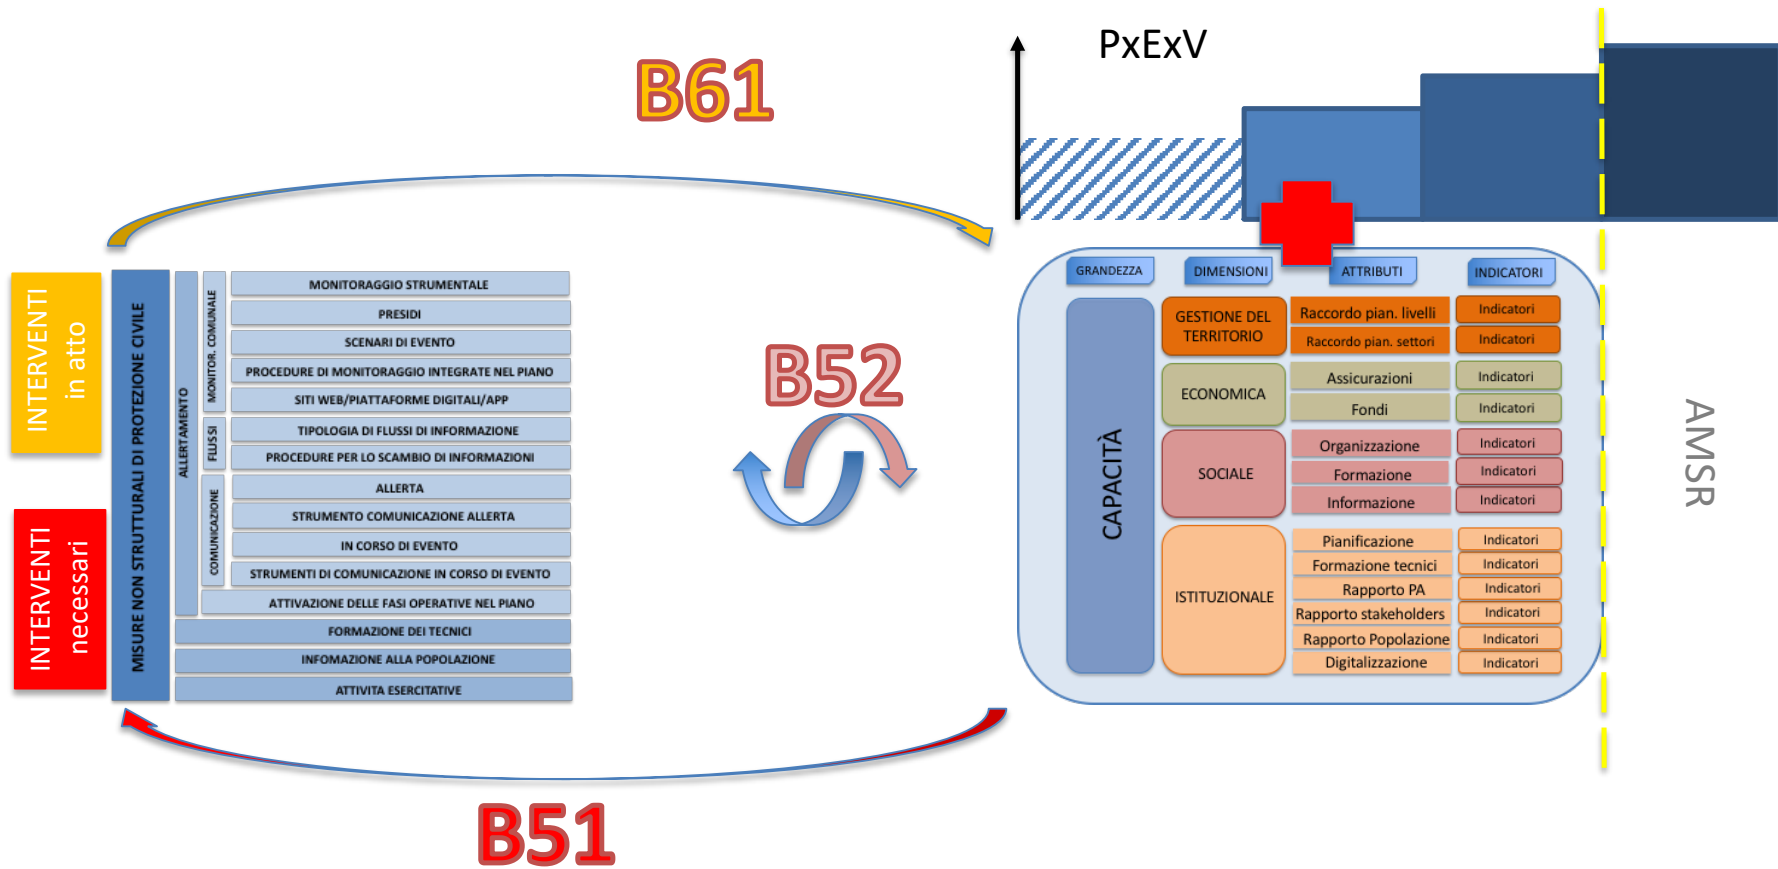 B61
PxExV
INTERVENTI
in atto
INTERVENTI
necessari
MISURE NON STRUTTURALI DI PROTEZIONE CIVILE
ALLERTAMENTO
MONITOR. COMUNALE
MONITORAGGIO STRUMENTALE
PRESIDI
SCENARI DI EVENTO
PROCEDURE DI MONITORAGGIO INTEGRATE NEL PIANO
SITI WEB/PIATTAFORME DIGITALI/APP
FLUSSI
TIPOLOGIA DI FLUSSI DI INFORMAZIONE
PROCEDURE PER LO SCAMBIO DI INFORMAZIONI
COMUNICAZIONE
ALLERTA
STRUMENTO COMUNICAZIONE ALLERTA
IN CORSO DI EVENTO
STRUMENTI DI COMUNICAZIONE IN CORSO DI EVENTO
ATTIVAZIONE DELLE FASI OPERATIVE NEL PIANO
FORMAZIONE DEI TECNICI
INFOMAZIONE ALLA POPOLAZIONE
ATTIVITA ESERCITATIVE
B52
GRANDEZZA
DIMENSIONI
ATTRIBUTI
INDICATORI
CAPACITÀ
GESTIONE DEL
TERRITORIO
Raccordo pian. livelli
Indicatori
Raccordo pian. settori
Indicatori
ECONOMICA
Assicurazioni
Indicatori
Fondi
Indicatori
SOCIALE
Organizzazione
Indicatori
Formazione
Indicatori
Informazione
Indicatori
ISTITUZIONALE
Pianificazione
Indicatori
Formazione tecnici
Indicatori
Rapporto PA
Indicatori
Rapporto stakeholders
Indicatori
Rapporto Popolazione
Indicatori
Digitalizzazione
Indicatori
AMSR
B51